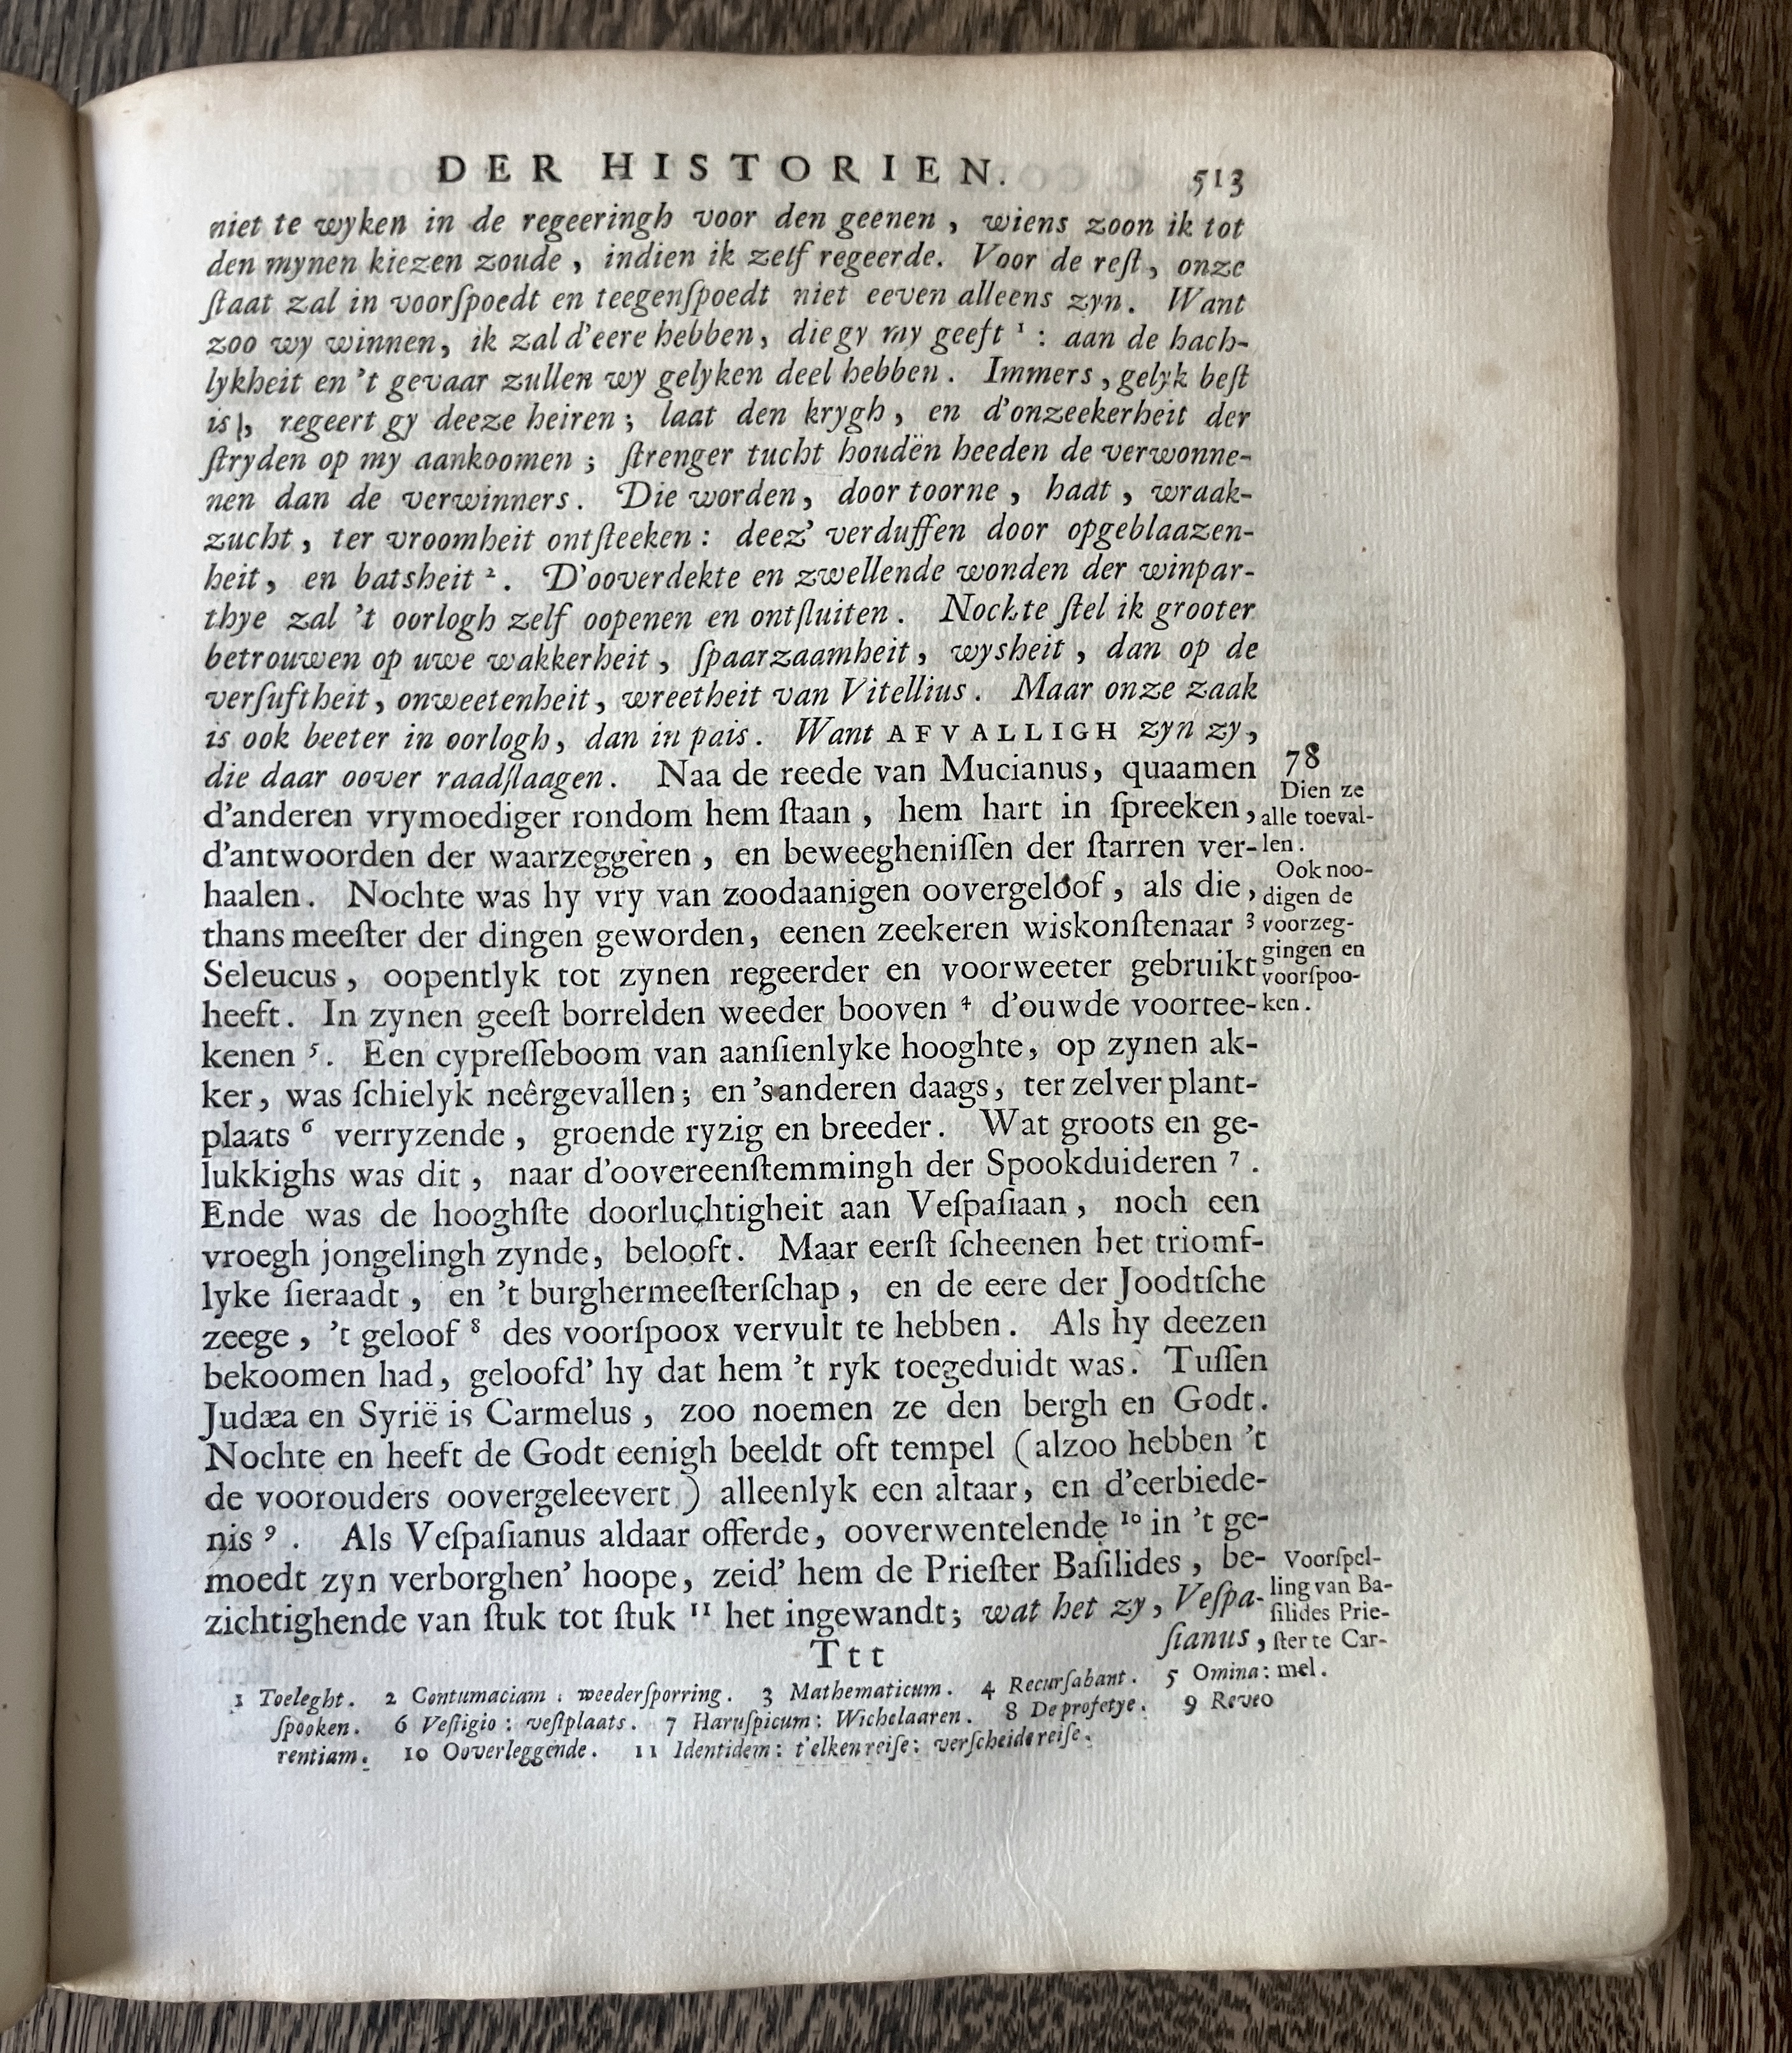 DER HISTORIEN. 513
niet te wyken in de regeeringh voor den geenen, wiens zoon ik tot
den mynen kiezen zoude, indien ik zelf regeerde. Voor de reſt, onze
ſtaat zal in voorſpoedt en teegenſpoedt niet eeven alleens zyn. Want
zoo wy winnen, ik zal d'eere hebben, die gy my geeft ¹: aan de hach-
lykheit en 't gevaar zullen wy gelyken deel hebben. Immers, gelyk beſt
is, regeert gy deeze heiren; laat den krygh, en d'onzeekerheit der
ſtryden op my aankoomen; ſtrenger tucht houdën heeden de verwonne-
nen dan de verwinners. Die worden, door toorne, haat, wraak-
zucht, ter vroomheit ontſteeken: deez' verduffen door opgeblaazen-
heit, en batsheit ². D'ooverdekte en zwellende wonden der winpar-
thye zal 't oorlogh zelf oopenen en ontſluiten. Nochte ſtel ik grooter
betrouwen op uwe wakkerheit, ſpaarzaamheit, wysheit, dan op de
verſuftheit, onweetenheit, wreetheit van Vitellius. Maar onze zaak
is ook beeter in oorlogh, dan in pais. Want AFVALLIGH zyn zy,
die daar oover raadſlaagen. Naa de reede van Mucianus, quaamen
d'anderen vrymoediger rondom hem ſtaan, hem hart in ſpreeken,
d'antwoorden der waarzeggeren, en beweegheniſſen der ſtarren ver-
haalen. Nochte was hy vry van zoodaanigen oovergeloof, als die,
thans meeſter der dingen geworden, eenen zeekeren wiskonſtenaar ³
Seleucus, oopentlyk tot zynen regeerder en voorweeter gebruikt
heeft. In zynen geeſt borrelden weeder booven ⁴ d'ouwde voortee-
kenen ⁵. Een cypreſſeboom van aanſienlyke hooghte, op zynen ak-
ker, was ſchielyk neêrgevallen; en 's anderen daags, ter zelver plant-
plaats ⁶ verryzende, groende ryzig en breeder. Wat groots en ge-
lukkighs was dit, naar d'oovereenſtemmingh der Spookduideren ⁷.
Ende was de hooghſte doorluchtigheit aan Veſpaſiaan, noch een
vroegh jongelingh zynde, belooft. Maar eerſt ſcheenen het triomf-
lyke ſieraadt, en 't burghermeeſterſchap, en de eere der Joodtſche
zeege, 't geloof ⁸ des voorſpoox vervult te hebben. Als hy deezen
bekoomen had, geloofd' hy dat hem 't ryk toegeduidt was. Tuſſen
Judæa en Syrië is Carmelus, zoo noemen ze den bergh en Godt.
Nochte en heeft de Godt eenigh beeldt oft tempel (alzoo hebben 't
de voorouders oovergeleevert) alleenlyk een altaar, en d'eerbiede-
nis ⁹. Als Veſpaſianus aldaar offerde, ooverwentelende ¹⁰ in 't ge-
moedt zyn verborghen' hoope, zeid' hem de Prieſter Baſilides, be-
zichtighende van ſtuk tot ſtuk ¹¹ het ingewandt; wat het zy, Veſpa-
Ttt ſianus,
78
Dien ze
alle toeval-
len.
Ook noo-
digen de
voorzeg-
gingen en
voorſpoo-
ken.
Voorſpel-
ling van Ba-
ſilides Prie-
ſter te Car-
mel.
1 Toeleght. 2 Contumaciam: weederſporring. 3 Mathematicum. 4 Recurſabant. 5 Omina:
ſpooken. 6 Veſtigio: veſtplaats. 7 Haruſpicum: Wichelaaren. 8 De profetye. 9 Reveo
rentiam. 10 Ooverleggende. 11 Identidem: t'elkenreiſe: verſcheide reiſe.